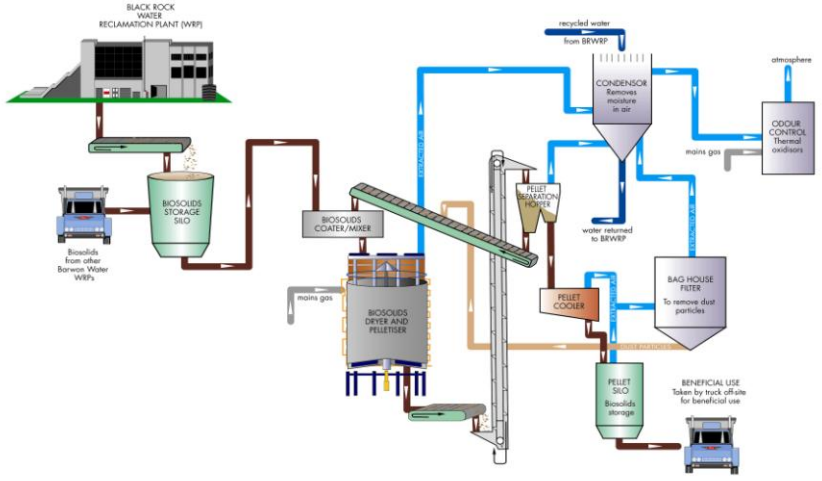 BLACK ROCK
WATER
RECLAMATION PLANT (WRP)
recycled water
from BRWRP
atmosphere
CONDENSOR
Removes
moisture
in air
ODOUR
CONTROL
Thermal
oxidisors
mains gas
EXTRACTED AIR
BIOSOLIDS
STORAGE
SILO
PELLET
SEPARATION
HOPPER
BIOSOLIDS
COATER/MIXER
water returned
to BRWRP
EXTRACTED AIR
Biosolids
from other
Barwon Water
WRPs
mains gas
BIOSOLIDS
DRYER AND
PELLETISER
PELLET
COOLER
EXTRACTED AIR
BAG HOUSE
FILTER
To remove dust
particles
DUST PARTICLES
PELLET
SILO
Biosolids
storage
BENEFICIAL USE
Taken by truck off-site
for beneficial use